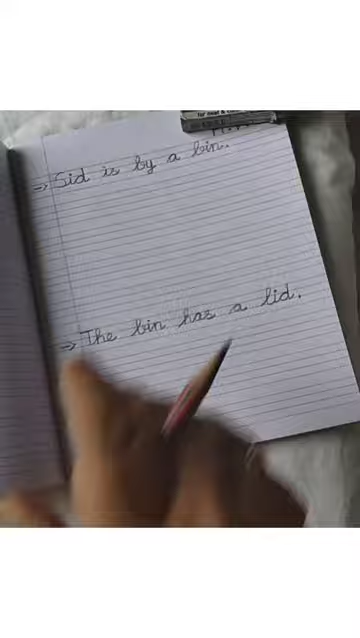 → Sid is by a bin.
→ The bin has a lid.